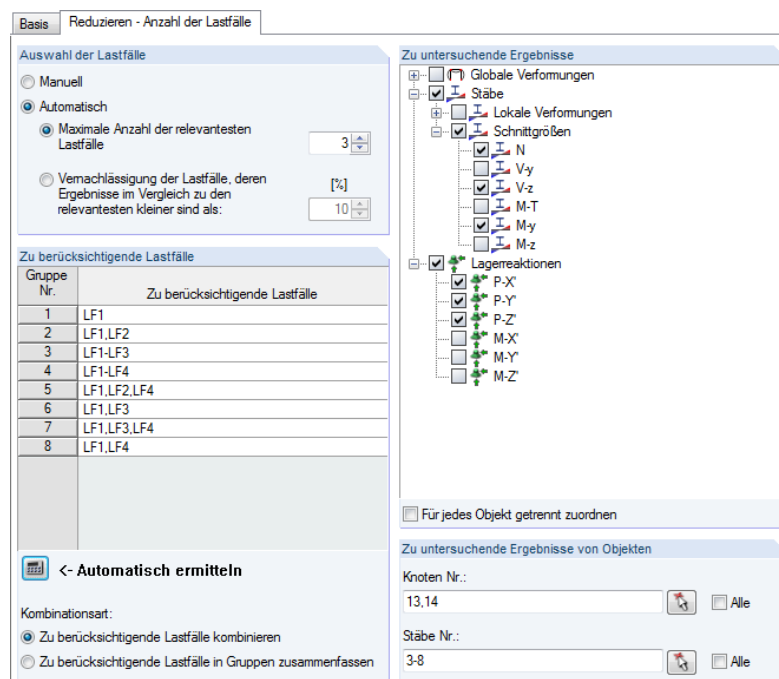 Basis
Reduzieren - Anzahl der Lastfälle
Auswahl der Lastfälle
Manuell
Automatisch
Maximale Anzahl der relevantesten
Lastfälle
3
Vernachlässigung der Lastfälle, deren
Ergebnisse im Vergleich zu den
relevantesten kleiner sind als:
[%]
10
Zu berücksichtigende Lastfälle
Gruppe
Nr.
Zu berücksichtigende Lastfälle
1 LF1
2 LF1,LF2
3 LF1-LF3
4 LF1-LF4
5 LF1,LF2,LF4
6 LF1,LF3
7 LF1,LF3,LF4
8 LF1,LF4
<- Automatisch ermitteln
Kombinationsart:
Zu berücksichtigende Lastfälle kombinieren
Zu berücksichtigende Lastfälle in Gruppen zusammenfassen
Zu untersuchende Ergebnisse
Globale Verformungen
Stäbe
Lokale Verformungen
Schnittgrößen
N
V-y
V-z
M-T
M-y
M-z
Lagerreaktionen
P-X'
P-Y'
P-Z'
M-X'
M-Y'
M-Z'
Für jedes Objekt getrennt zuordnen
Zu untersuchende Ergebnisse von Objekten
Knoten Nr.:
13,14
Alle
Stäbe Nr.:
3-8
Alle